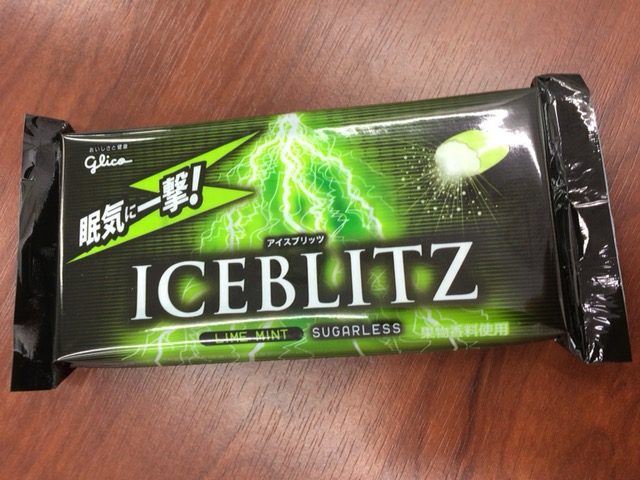 おいしさと健康
glico
眠気に一撃!
アイスブリッツ
ICEBLITZ
LIME MINT SUGARLESS
果物香料使用